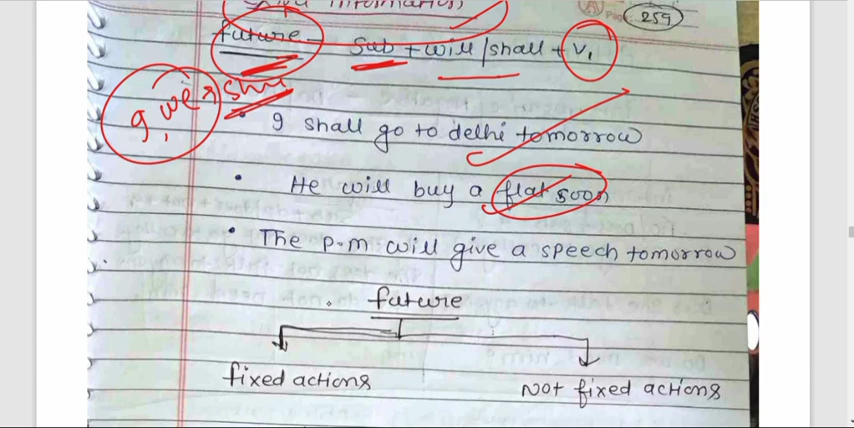 259
future - Sub + will/shall + V1
I, we → Shall
• I shall go to delhi tomorrow
• He will buy a flat soon
• The P.M. will give a speech tomorrow
future
fixed actions
Not fixed actions